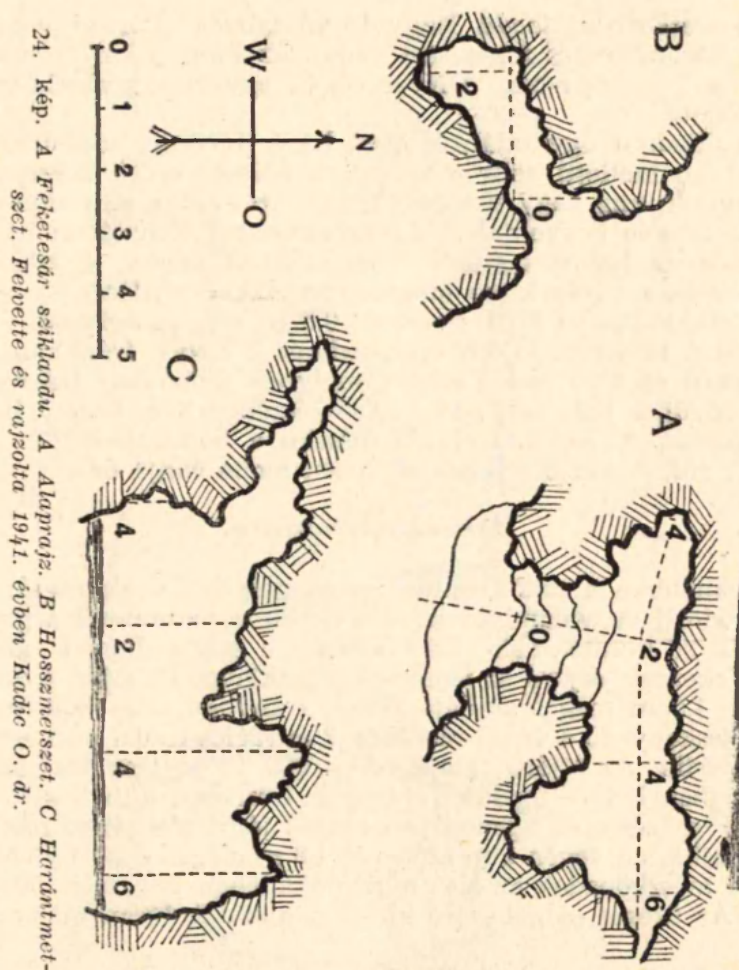 B
2
0
A
4
0
2
4
6
W
N
O
0 1 2 3 4 5
C
4
2
4
6
24. kép. A Feketesár sziklaodu. A Alaprajz. B Hosszmetszet. C Harántmet-
szet. Felvette és rajzolta 1941. évben Kadic O. dr.